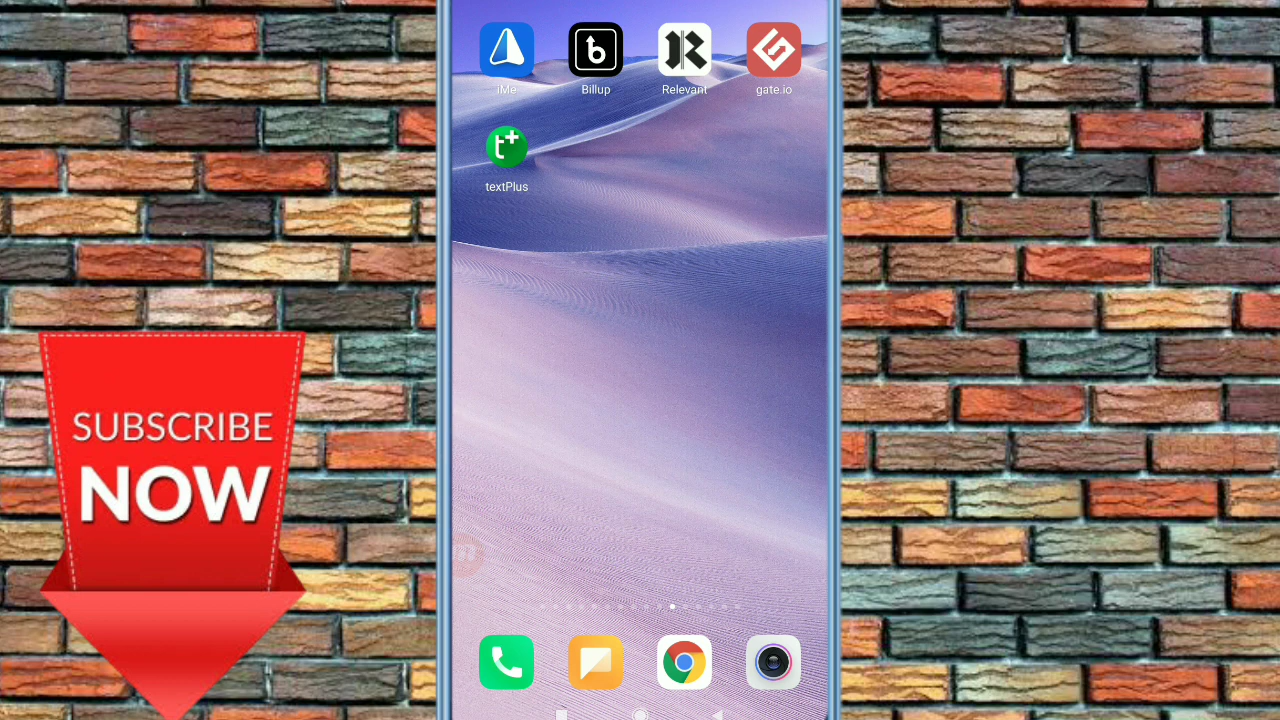 iMe
Billup
Relevant
gate.io
t+
textPlus
SUBSCRIBE
NOW